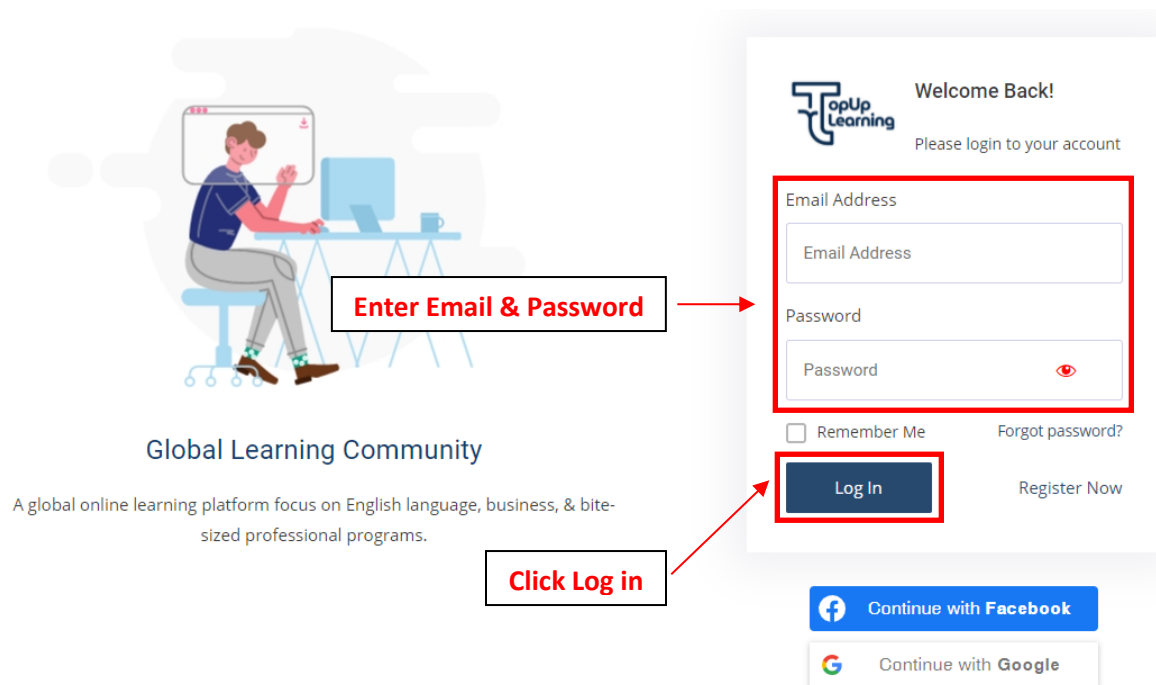 TopUp
Learning
Welcome Back!
Please login to your account
Email Address
Email Address
Enter Email & Password
Password
Password
Remember Me
Forgot password?
Global Learning Community
Log In
Register Now
A global online learning platform focus on English language, business, & bite-
sized professional programs.
Click Log in
Continue with Facebook
Continue with Google